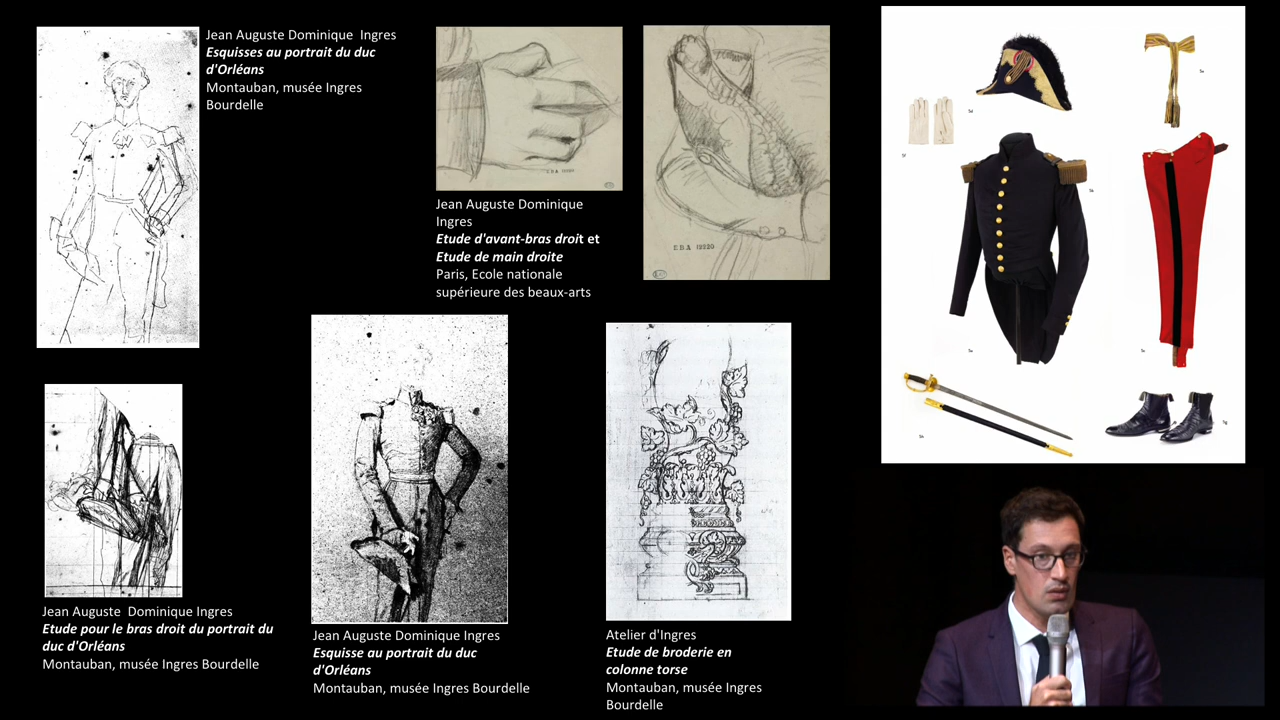 Jean Auguste Dominique  Ingres
Esquisses au portrait du duc
d'Orléans
Montauban, musée Ingres
Bourdelle
Jean Auguste Dominique
Ingres
Etude d'avant-bras droit et
Etude de main droite
Paris, Ecole nationale
supérieure des beaux-arts
E.B.A 12220
Jean Auguste  Dominique Ingres
Etude pour le bras droit du portrait du
duc d'Orléans
Montauban, musée Ingres Bourdelle
Jean Auguste Dominique Ingres
Esquisse au portrait du duc
d'Orléans
Montauban, musée Ingres Bourdelle
Atelier d'Ingres
Etude de broderie en
colonne torse
Montauban, musée Ingres
Bourdelle